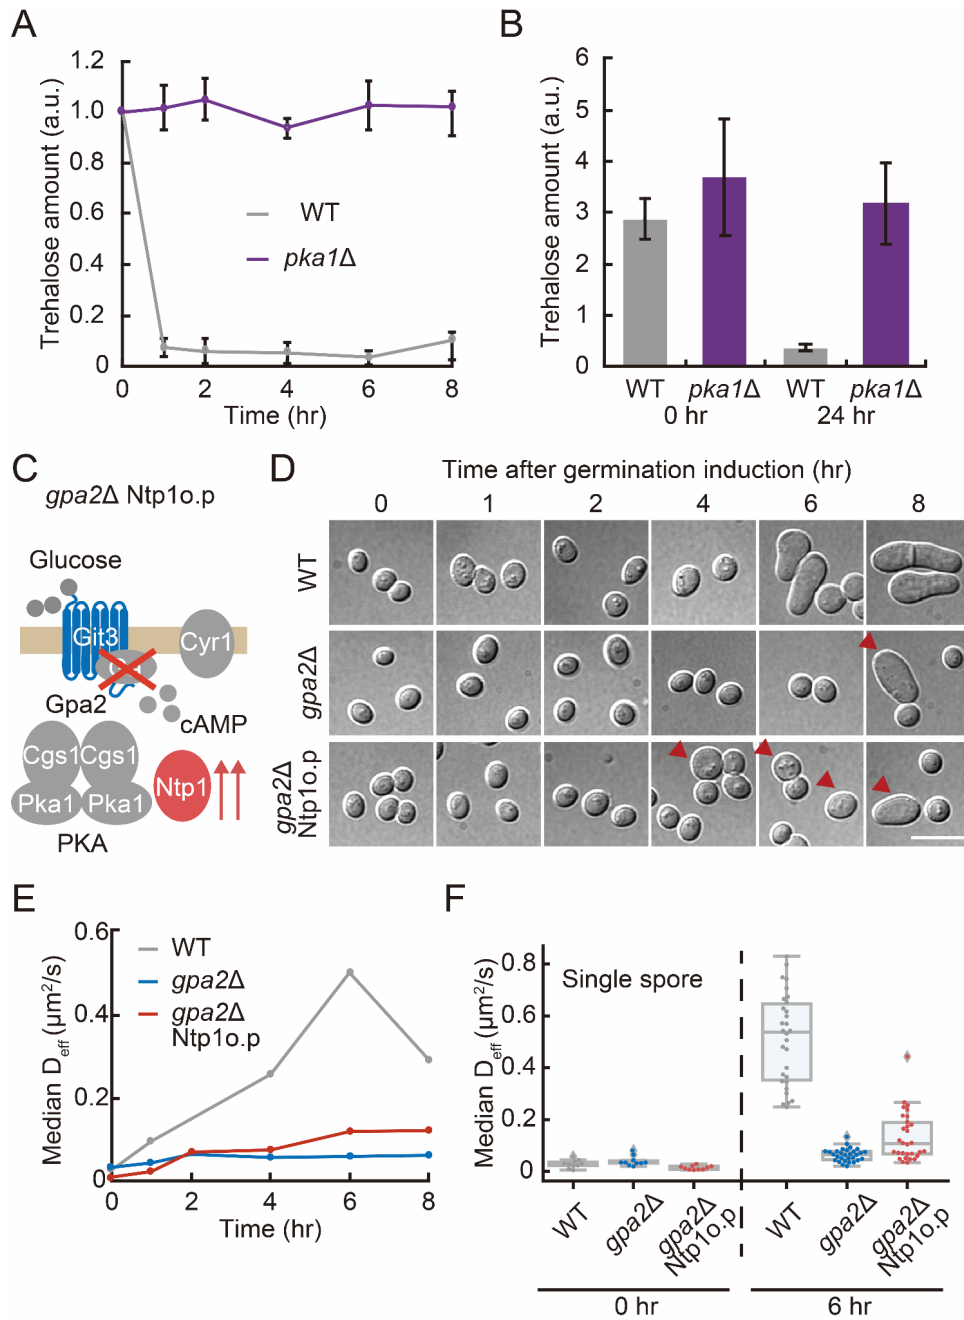 A
Trehalose amount (a.u.)
1.2
1.0
0.8
0.6
0.4
0.2
0
WT
pka1Δ
0 2 4 6 8
Time (hr)
B
Trehalose amount (a.u.)
6
5
4
3
2
1
0
WT pka1Δ WT pka1Δ
0 hr 24 hr
C
gpa2Δ Ntp1o.p
Glucose
Git3
Cyr1
Gpa2
cAMP
Cgs1 Cgs1
Ntp1
Pka1 Pka1
PKA
D
Time after germination induction (hr)
0 1 2 4 6 8
WT
gpa2Δ
gpa2Δ
Ntp1o.p
E
Median Deff (μm²/s)
0.6
0.4
0.2
0
WT
gpa2Δ
gpa2Δ
Ntp1o.p
0 2 4 6 8
Time (hr)
F
Median Deff (μm²/s)
0.8
0.6
0.4
0.2
0
Single spore
WT gpa2Δ gpa2Δ Ntp1o.p WT gpa2Δ gpa2Δ Ntp1o.p
0 hr 6 hr